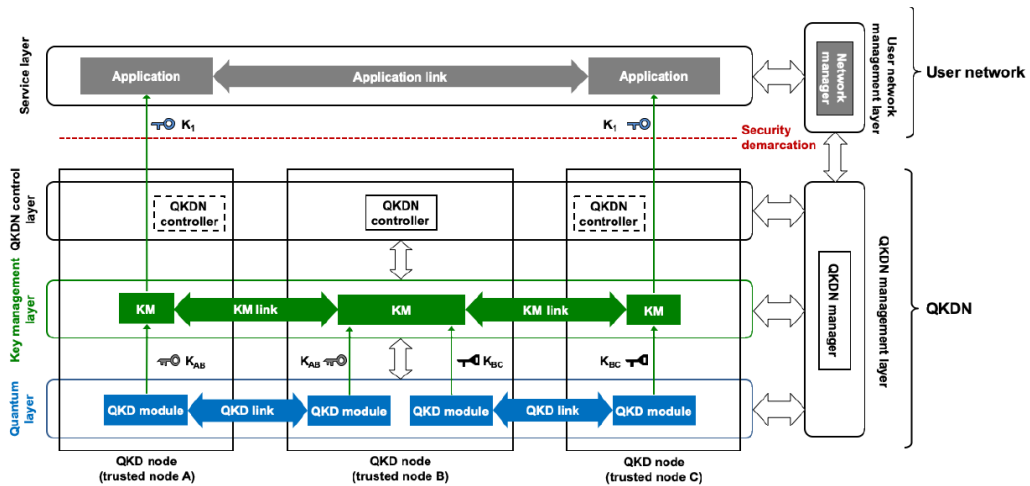 Service layer
Application
Application link
Application
Network
manager
User network
management layer
User network
K1
K1
Security
demarcation
QKDN control
layer
QKDN
controller
QKDN
controller
QKDN
controller
Key management
layer
KM
KM link
KM
KM link
KM
QKDN manager
QKDN management layer
QKDN
KAB
KAB
KBC
KBC
Quantum
layer
QKD module
QKD link
QKD module
QKD module
QKD link
QKD module
QKD node
(trusted node A)
QKD node
(trusted node B)
QKD node
(trusted node C)